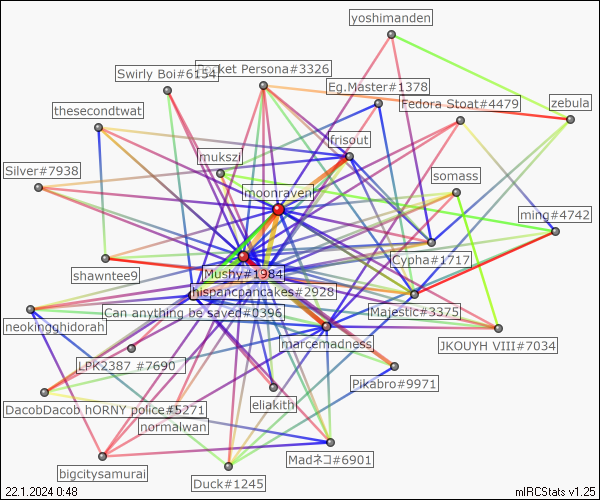 yoshimanden
Swirly Boi#6154
Pocket Persona#3326
Eg.Master#1378
Fedora Stoat#4479
zebula
thesecondtwat
frisout
mukszi
Silver#7938
moonraven
somass
ming#4742
Cypha#1717
shawntee9
Mushy#1984
hispancpancakes#2928
Can anything be saved#0396
Majestic#3375
neokingghidorah
marcemadness
JKOUYH VIII#7034
LPK2387 #7690
Pikabro#9971
DacobDacob hORNY police#5271
eliakith
normalwan
Madネコ#6901
bigcitysamurai
Duck#1245
22.1.2024 0:48
mIRCStats v1.25